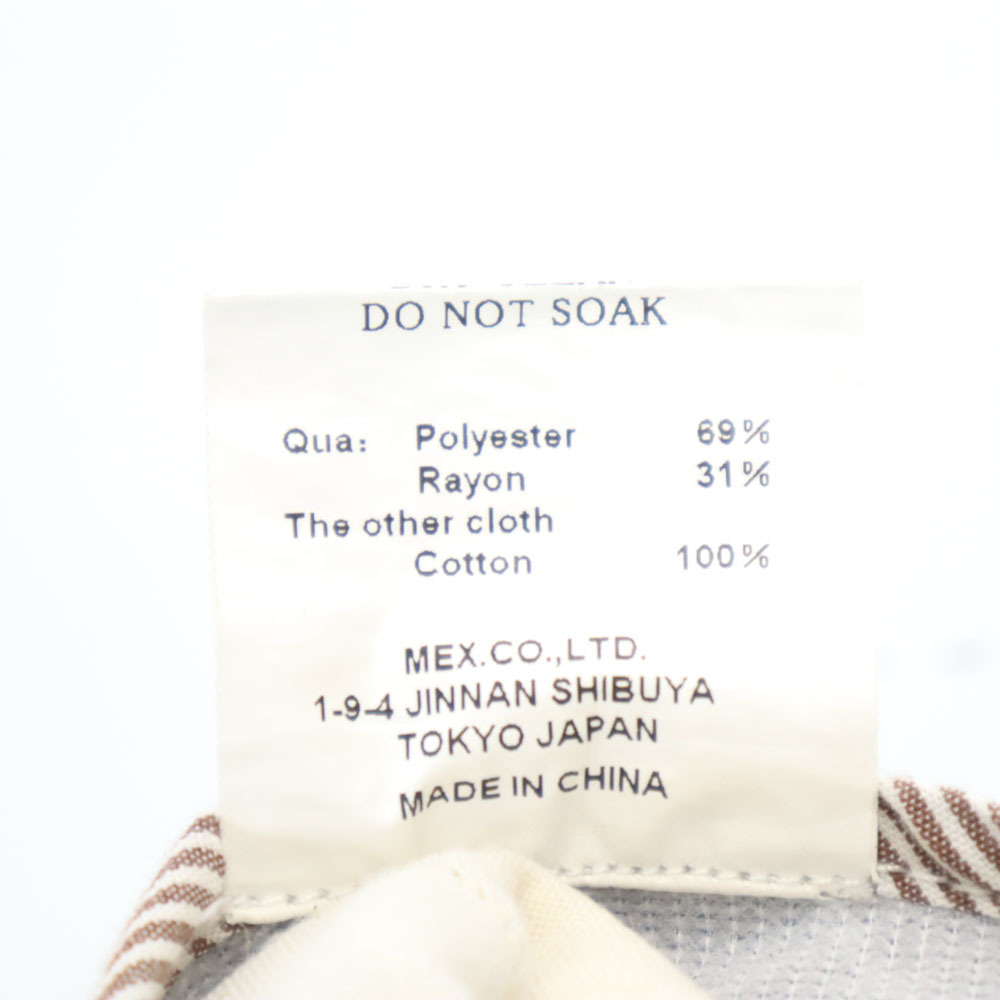 DO NOT SOAK
Qua: Polyester 69%
Rayon 31%
The other cloth
Cotton 100%
MEX.CO.,LTD.
1-9-4 JINNAN SHIBUYA
TOKYO JAPAN
MADE IN CHINA